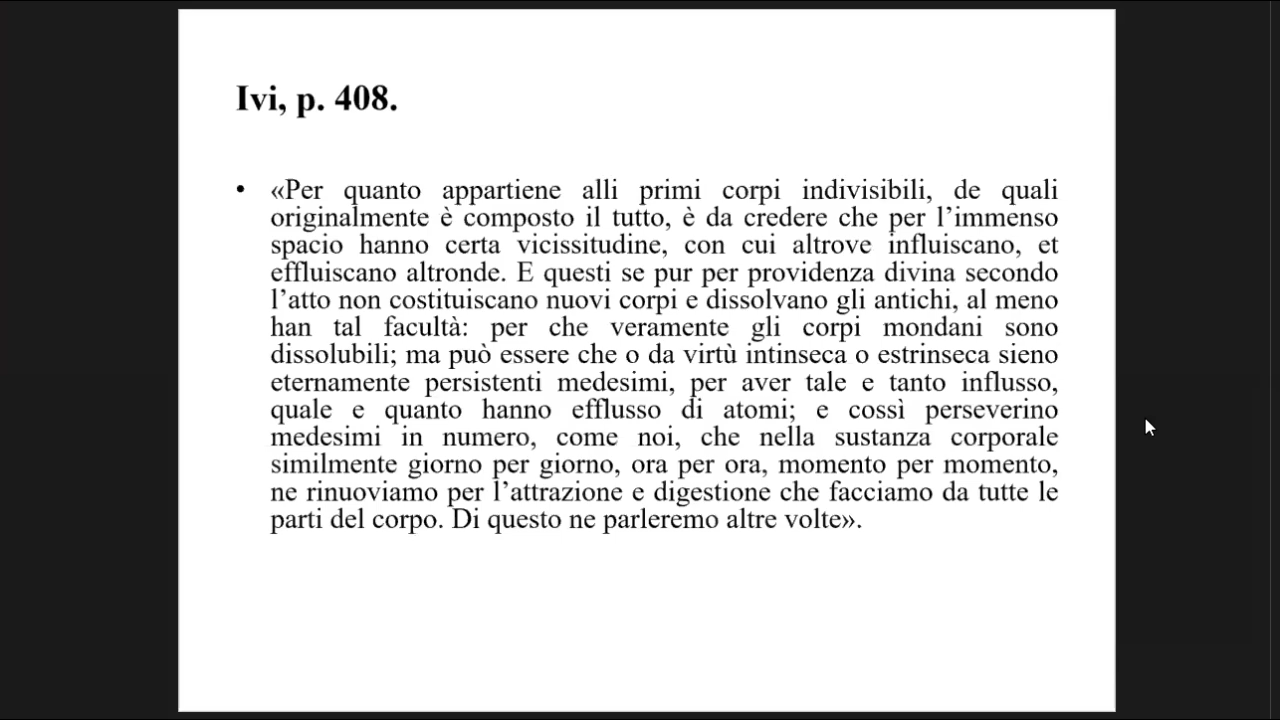 Ivi, p. 408.
• «Per quanto appartiene alli primi corpi indivisibili, de quali
originalmente è composto il tutto, è da credere che per l’immenso
spacio hanno certa vicissitudine, con cui altrove influiscano, et
effluiscano altronde. E questi se pur per providenza divina secondo
l’atto non costituiscano nuovi corpi e dissolvano gli antichi, al meno
han tal facultà: per che veramente gli corpi mondani sono
dissolubili; ma può essere che o da virtù intinseca o estrinseca sieno
eternamente persistenti medesimi, per aver tale e tanto influsso,
quale e quanto hanno efflusso di atomi; e cossì perseverino
medesimi in numero, come noi, che nella sustanza corporale
similmente giorno per giorno, ora per ora, momento per momento,
ne rinuoviamo per l’attrazione e digestione che facciamo da tutte le
parti del corpo. Di questo ne parleremo altre volte».